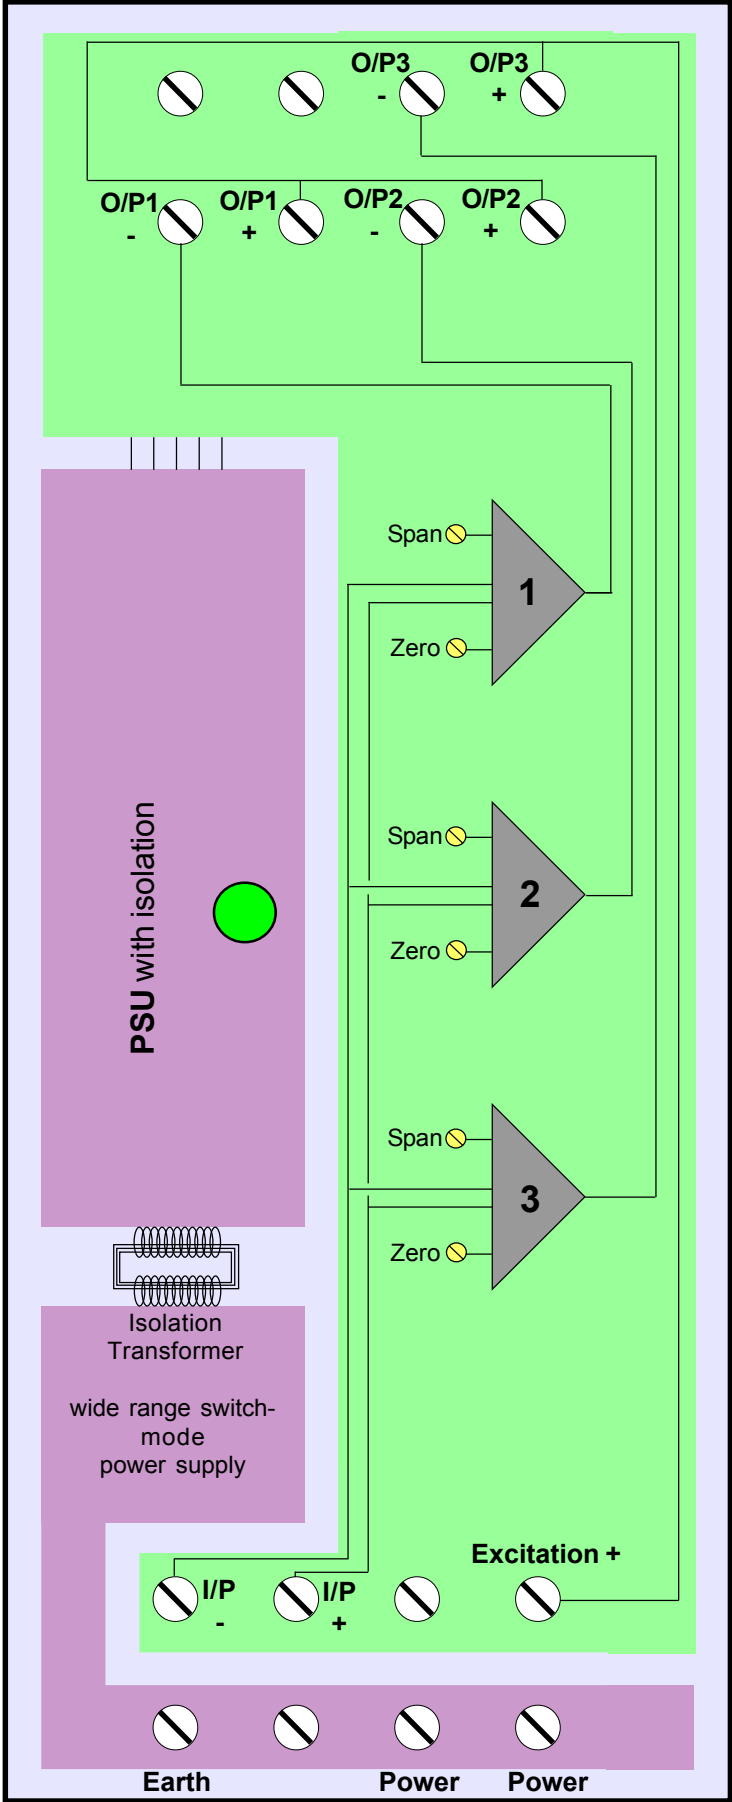 O/P3
-
O/P3
+
O/P1
-
O/P1
+
O/P2
-
O/P2
+
Span
1
Zero
Span
2
Zero
PSU with isolation
Span
3
Zero
Isolation
Transformer
wide range switch-
mode
power supply
Excitation +
I/P
-
I/P
+
Earth
Power
Power